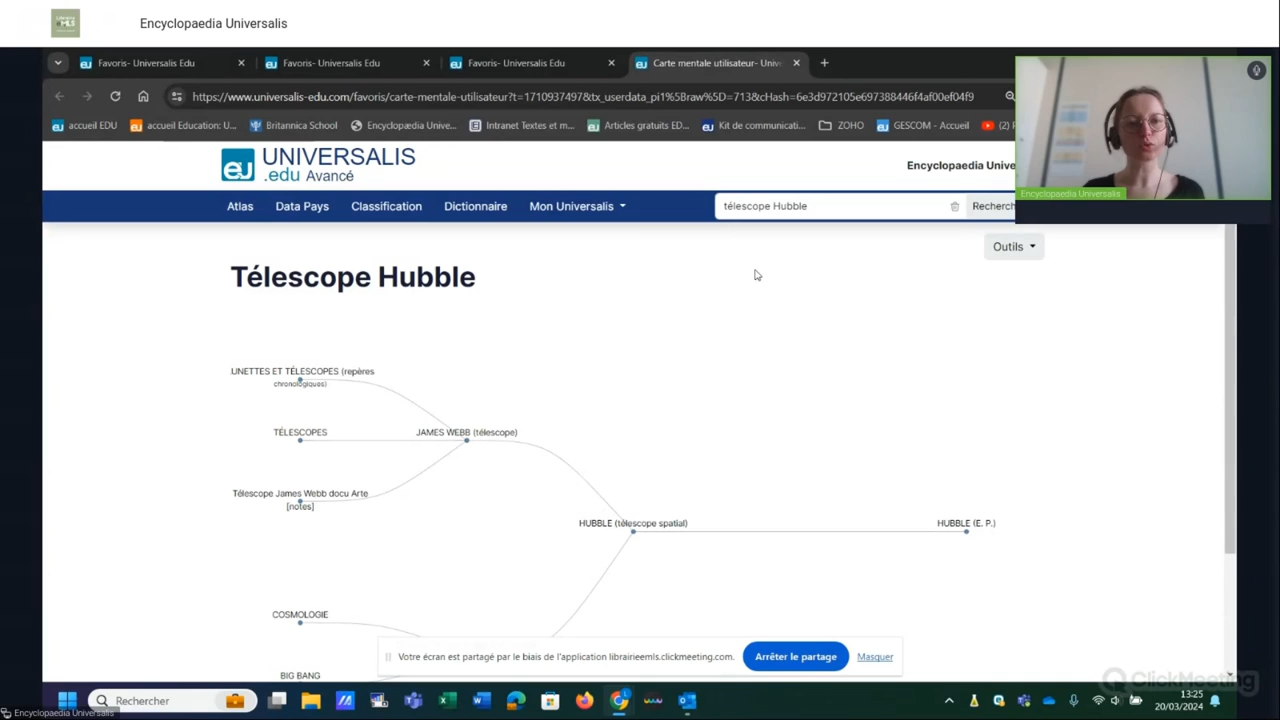 Encyclopaedia Universalis
Favoris- Universalis Edu
Favoris- Universalis Edu
Favoris- Universalis Edu
Carte mentale utilisateur- Unive
https://www.universalis-edu.com/favoris/carte-mentale-utilisateur?t=1710937497&tx_userdata_pi1%5Braw%5D=713&cHash=6e3d972105e697388446f4af00ef04f9
accueil EDU
accueil Education: U...
Britannica School
Encyclopædia Unive...
Intranet Textes et m...
Articles gratuits ED...
Kit de communicati...
ZOHO
GESCOM - Accueil
Encyclopaedia Universalis
eu UNIVERSALIS
.edu Avancé
Encyclopaedia Unive
Atlas Data Pays Classification Dictionnaire Mon Universalis
télescope Hubble
Recherch
Outils
Télescope Hubble
.UNETTES ET TÉLESCOPES (repères
chronologiques)
TÉLESCOPES
JAMES WEBB (télescope)
Télescope James Webb docu Arte
[notes]
HUBBLE (télescope spatial)
HUBBLE (E. P.)
COSMOLOGIE
BIG BANG
Votre écran est partagé par le biais de l'application librairieemls.clickmeeting.com.
Arrêter le partage
Masquer
ClickMeeting
Rechercher
13:25
20/03/2024
Encyclopaedia Universalis